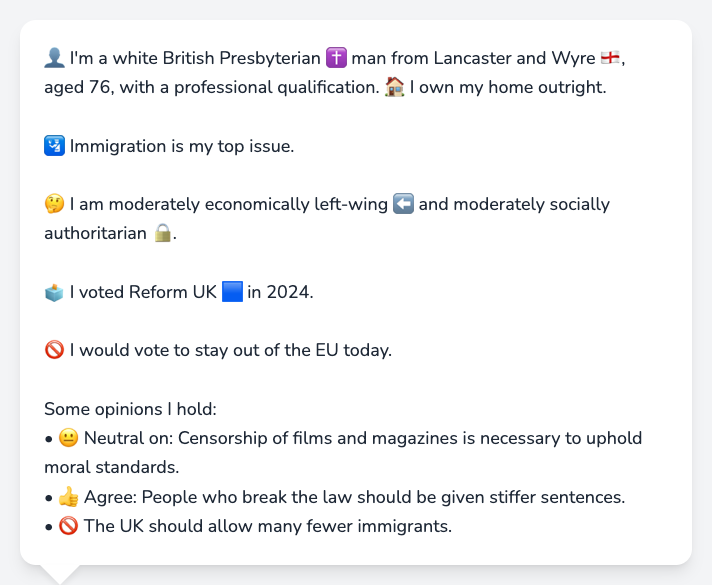 👤 I'm a white British Presbyterian ✝️ man from Lancaster and Wyre 🏴󠁧󠁢󠁥󠁮󠁧󠁿,
aged 76, with a professional qualification. 🏠 I own my home outright.
🛂 Immigration is my top issue.
🤔 I am moderately economically left-wing ⬅️ and moderately socially
authoritarian 🔒.
🗳️ I voted Reform UK 🟦 in 2024.
🚫 I would vote to stay out of the EU today.
Some opinions I hold:
• 😐 Neutral on: Censorship of films and magazines is necessary to uphold
moral standards.
• 👍 Agree: People who break the law should be given stiffer sentences.
• 🚫 The UK should allow many fewer immigrants.